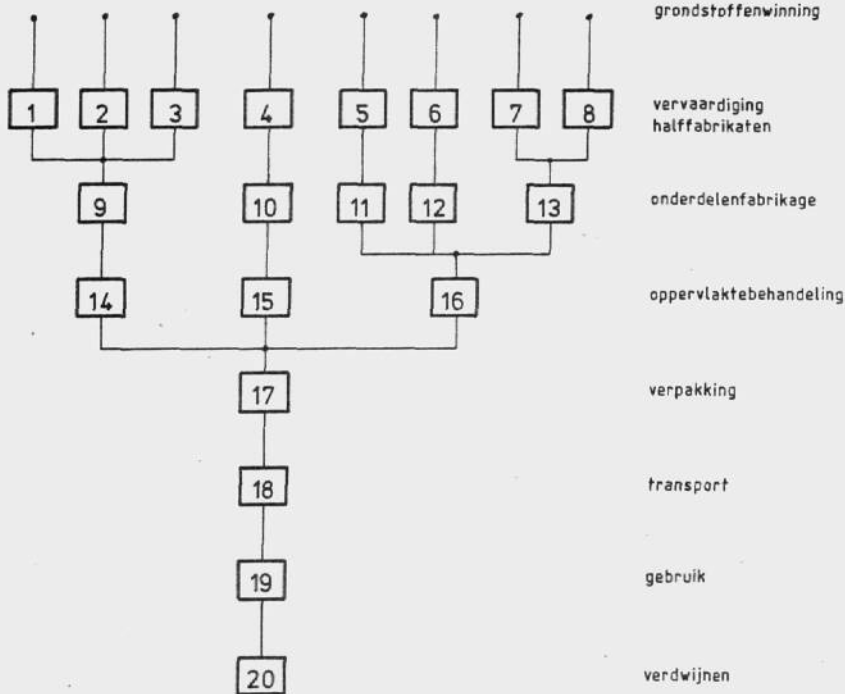 grondstoffenwinning
1 2 3 4 5 6 7 8 vervaardiging
halffabrikaten
9 10 11 12 13 onderdelenfabrikage
14 15 16 oppervlaktebehandeling
17 verpakking
18 transport
19 gebruik
20 verdwijnen